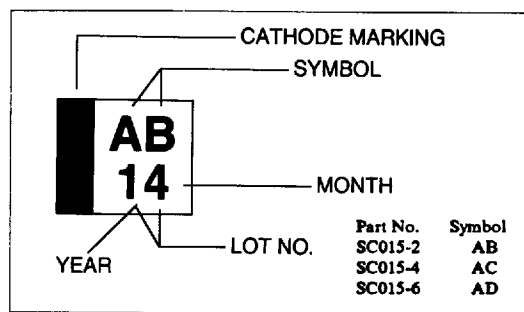 CATHODE MARKING
SYMBOL
AB
14
MONTH
LOT NO.
YEAR
Part No. Symbol
SC015-2 AB
SC015-4 AC
SC015-6 AD